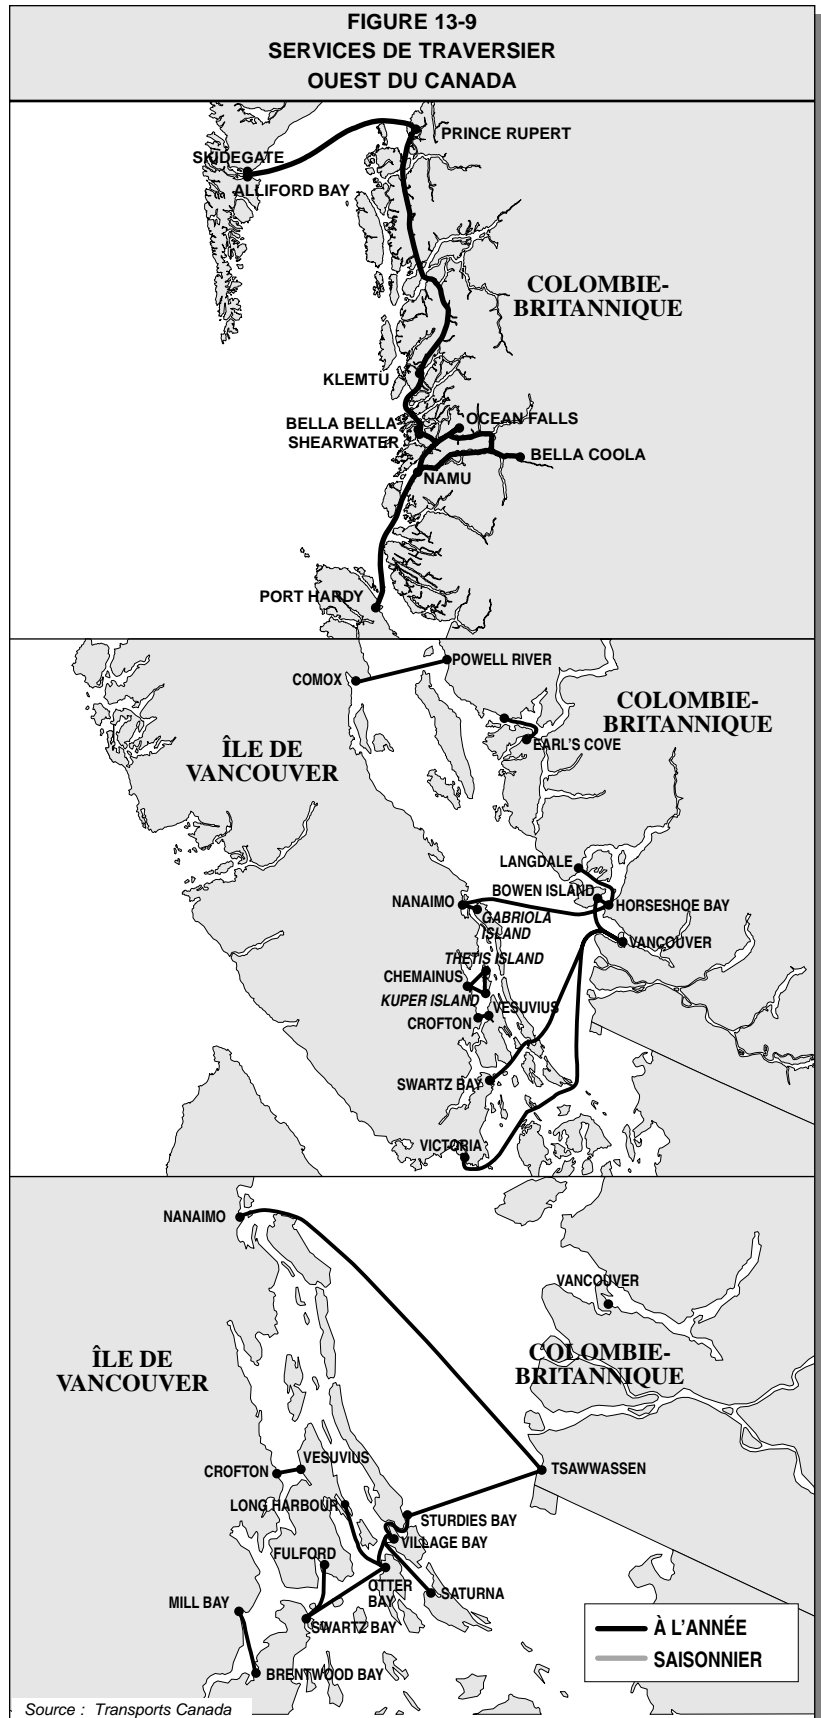 FIGURE 13-9
SERVICES DE TRAVERSIER
OUEST DU CANADA
PRINCE RUPERT
SKIDEGATE
ALLIFORD BAY
COLOMBIE-
BRITANNIQUE
KLEMTU
BELLA BELLA
SHEARWATER
OCEAN FALLS
BELLA COOLA
NAMU
PORT HARDY
POWELL RIVER
COMOX
COLOMBIE-
BRITANNIQUE
EARL'S COVE
ÎLE DE
VANCOUVER
LANGDALE
BOWEN ISLAND
NANAIMO
HORSESHOE BAY
GABRIOLA
ISLAND
VANCOUVER
THETIS ISLAND
CHEMAINUS
KUPER ISLAND
VESUVIUS
CROFTON
SWARTZ BAY
VICTORIA
NANAIMO
VANCOUVER
ÎLE DE
VANCOUVER
COLOMBIE-
BRITANNIQUE
VESUVIUS
CROFTON
TSAWWASSEN
LONG HARBOUR
STURDIES BAY
VILLAGE BAY
FULFORD
OTTER
BAY
SATURNA
MILL BAY
SWARTZ BAY
BRENTWOOD BAY
À L'ANNÉE
SAISONNIER
Source : Transports Canada